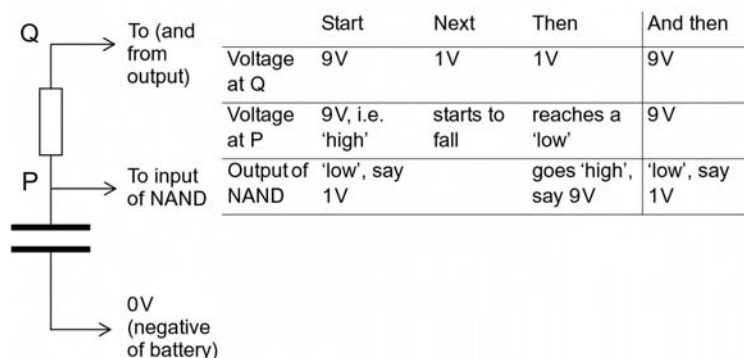 Q
To (and
from
output)
P
To input
of NAND
0V
(negative
of battery)
Start Next Then And then
Voltage 9V 1V 1V 9V
at Q
Voltage 9V, i.e. starts to reaches a 9V
at P ‘high’ fall ‘low’
Output of ‘low’, say goes ‘high’, ‘low’, say
NAND 1V say 9V 1V